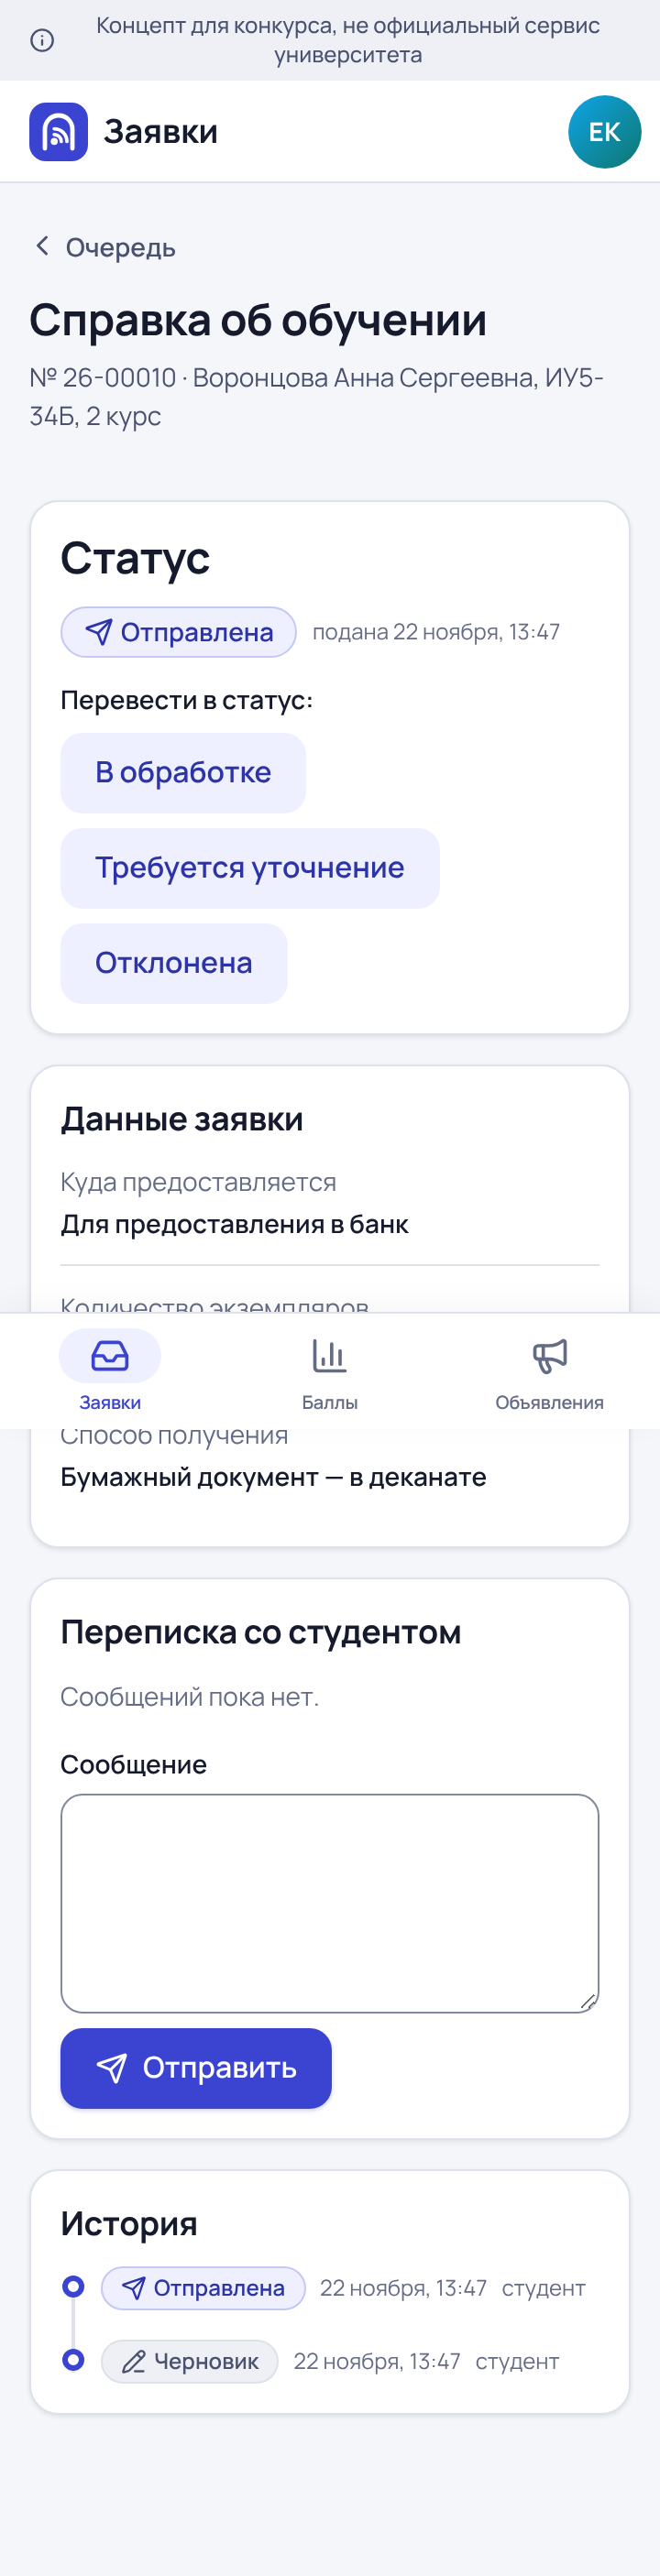 Концепт для конкурса, не официальный сервис
университета
Заявки
ЕК
Очередь
Справка об обучении
№ 26-00010 · Воронцова Анна Сергеевна, ИУ5-
34Б, 2 курс
Статус
Отправлена подана 22 ноября, 13:47
Перевести в статус:
В обработке
Требуется уточнение
Отклонена
Данные заявки
Куда предоставляется
Для предоставления в банк
Количество экземпляров
Заявки Баллы Объявления
Способ получения
Бумажный документ — в деканате
Переписка со студентом
Сообщений пока нет.
Сообщение
Отправить
История
Отправлена 22 ноября, 13:47 студент
Черновик 22 ноября, 13:47 студент